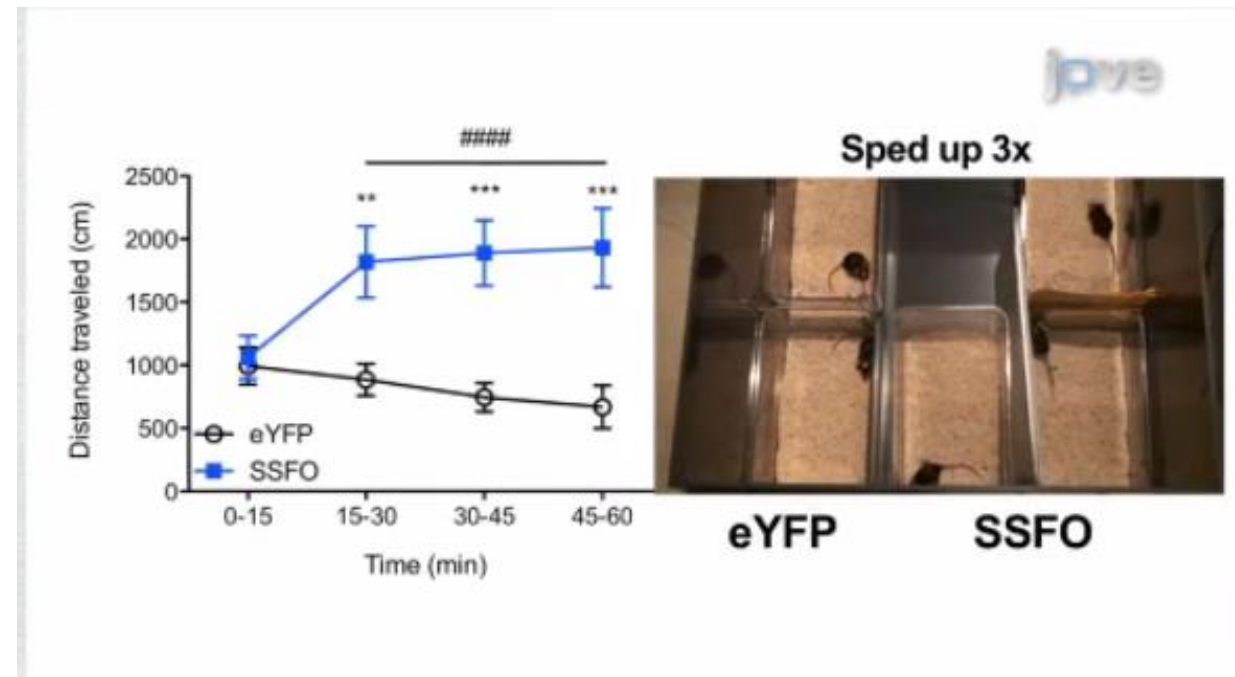 jove
Sped up 3x
####
** *** ***
2500
2000
1500
1000
500
0
Distance traveled (cm)
eYFP
SSFO
0-15 15-30 30-45 45-60
Time (min)
eYFP SSFO